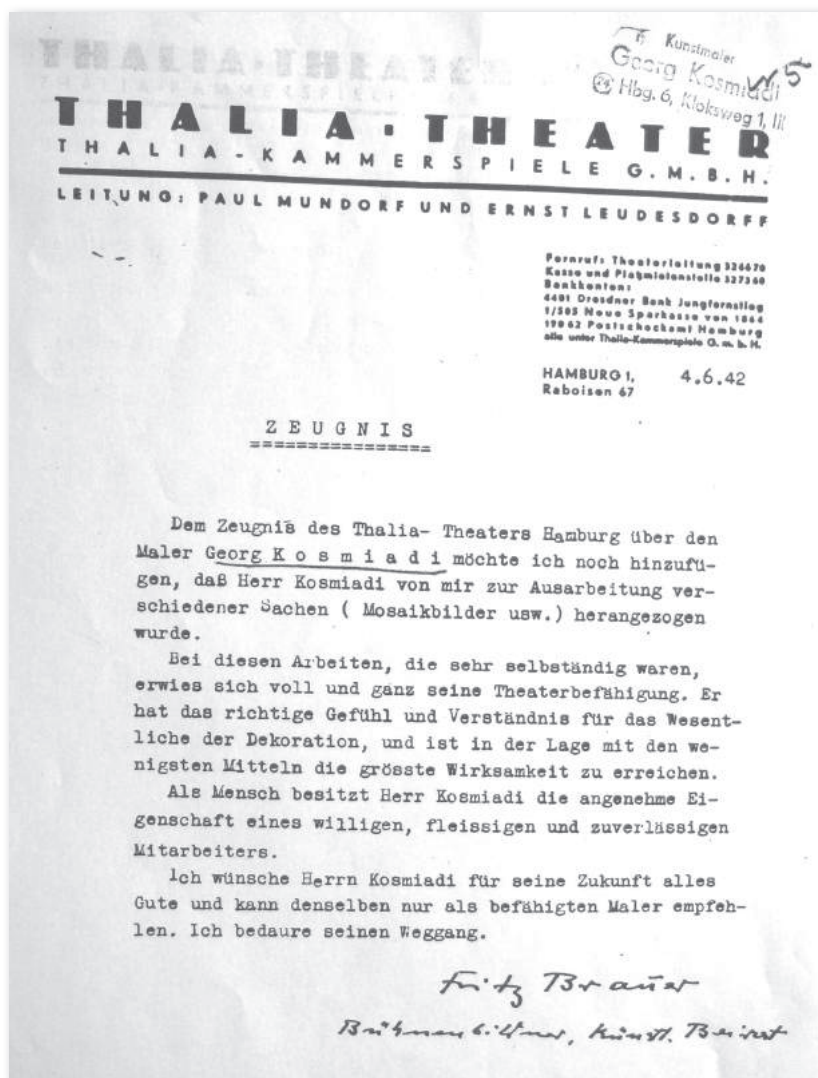 Kunstmaler
Georg Kosmiadi
Hbg. 6, Kloksweg 1, III
N 5
THALIA · THEATER
THALIA-KAMMERSPIELE G.M.B.H.
LEITUNG: PAUL MUNDORF UND ERNST LEUDESDORFF
Fernruf: Theaterleitung 326670
Kasse und Platzmietenstelle 327360
Bankkonten:
4401 Dresdner Bank Jungfernstieg
1/505 Neue Sparkasse von 1864
19062 Postscheckamt Hamburg
alle unter Thalia-Kammerspiele G. m. b. H.
HAMBURG 1, 4.6.42
Raboisen 67
ZEUGNIS
================
Dem Zeugnis des Thalia- Theaters Hamburg über den
Maler Georg K o s m i a d i möchte ich noch hinzufü-
gen, daß Herr Kosmiadi von mir zur Ausarbeitung ver-
schiedener Sachen ( Mosaikbilder usw.) herangezogen
wurde.
Bei diesen Arbeiten, die sehr selbständig waren,
erwies sich voll und ganz seine Theaterbefähigung. Er
hat das richtige Gefühl und Verständnis für das Wesent-
liche der Dekoration, und ist in der Lage mit den we-
nigsten Mitteln die grösste Wirksamkeit zu erreichen.
Als Mensch besitzt Herr Kosmiadi die angenehme Ei-
genschaft eines willigen, fleissigen und zuverlässigen
Mitarbeiters.
Ich wünsche Herrn Kosmiadi für seine Zukunft alles
Gute und kann denselben nur als befähigten Maler empfeh-
len. Ich bedaure seinen Weggang.
Fritz Brauer
Bühnenbildner, künstl. Beirat